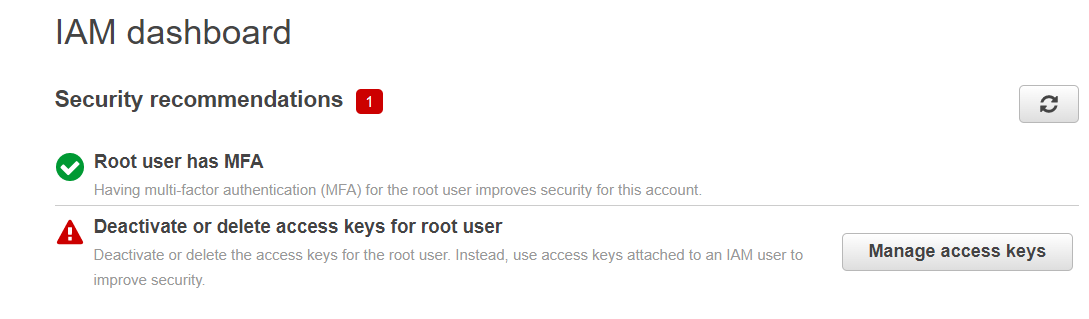 IAM dashboard
Security recommendations 1
Root user has MFA
Having multi-factor authentication (MFA) for the root user improves security for this account.
Deactivate or delete access keys for root user
Deactivate or delete the access keys for the root user. Instead, use access keys attached to an IAM user to
improve security.
Manage access keys